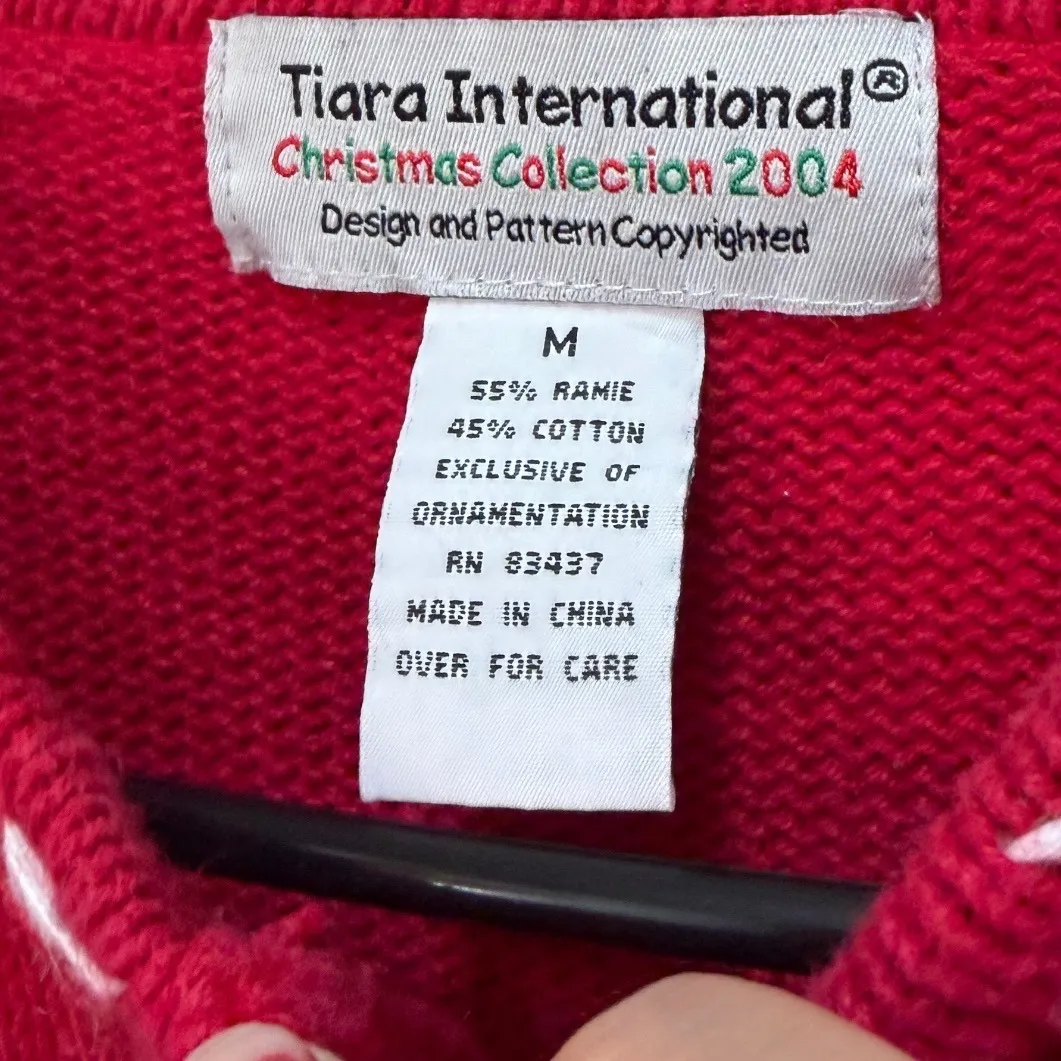 Tiara International®
Christmas Collection 2004
Design and Pattern Copyrighted
M
55% RAMIE
45% COTTON
EXCLUSIVE OF
ORNAMENTATION
RN 83437
MADE IN CHINA
OVER FOR CARE